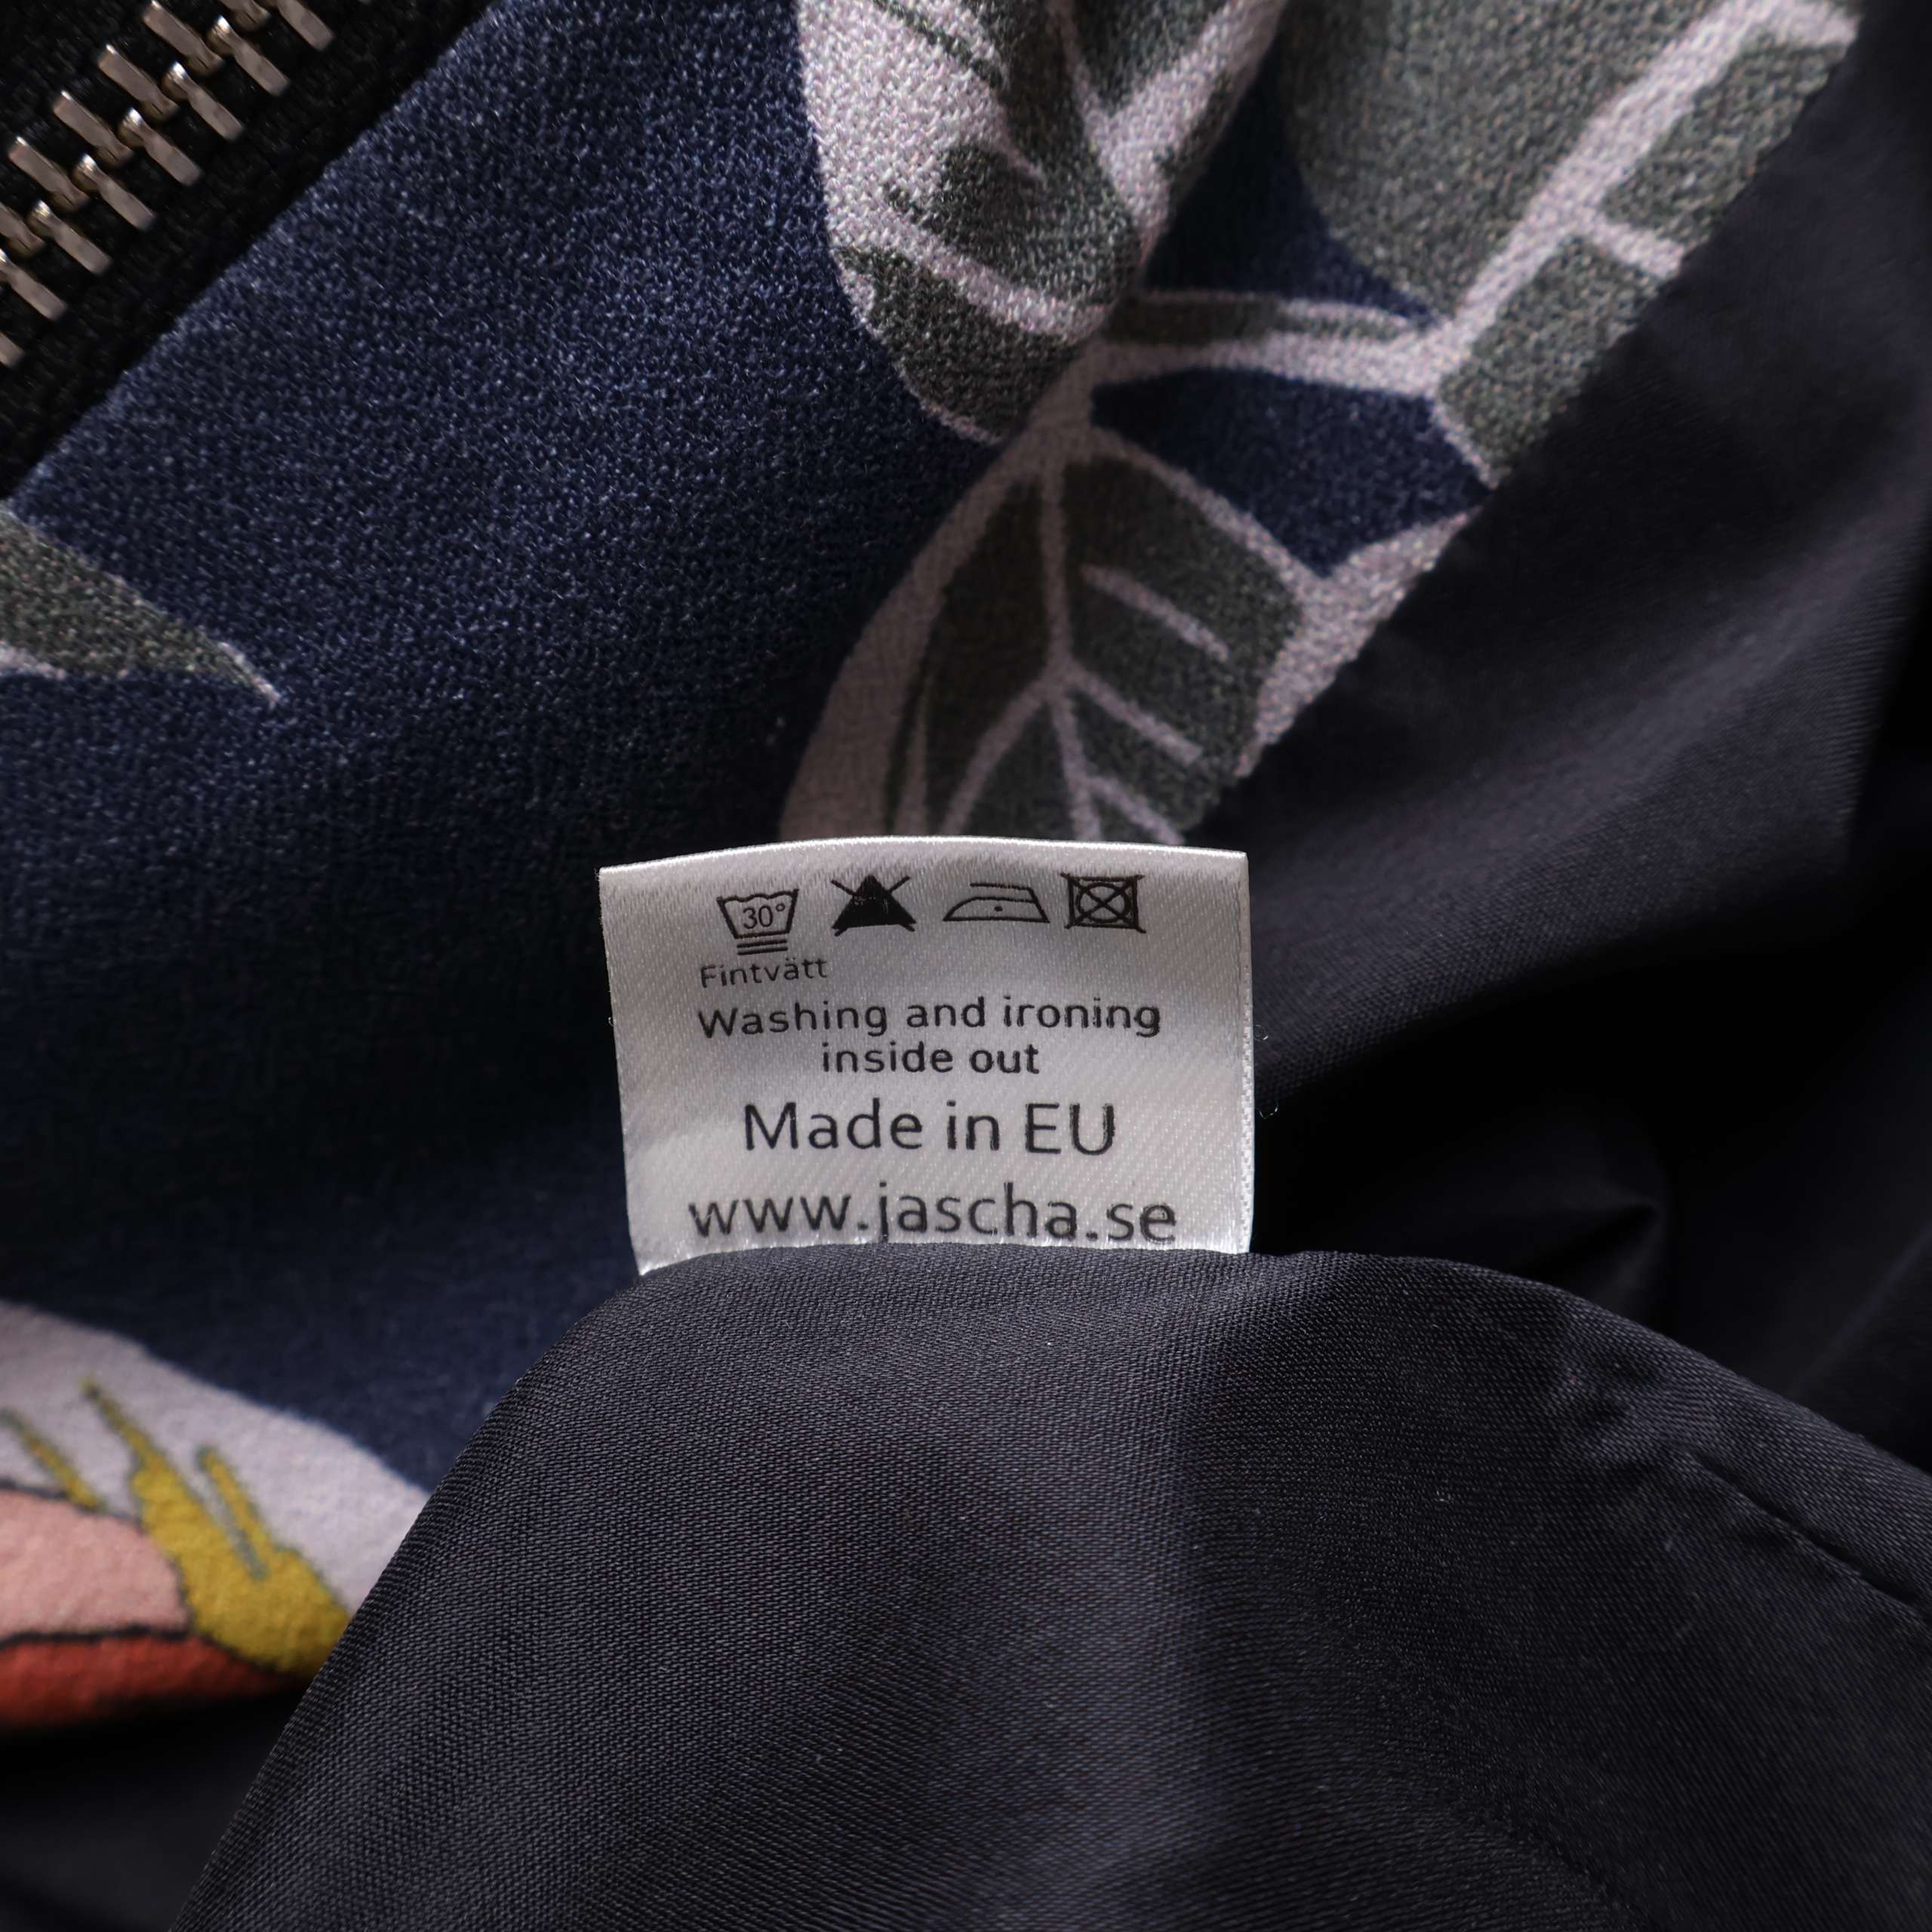 30°
Fintvätt
Washing and ironing
inside out
Made in EU
www.jascha.se